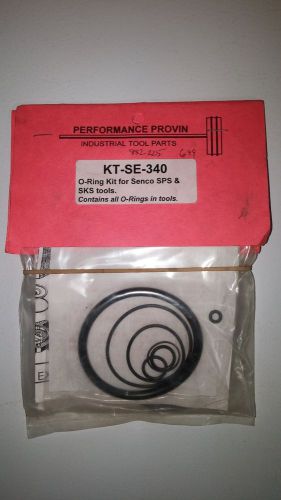 PERFORMANCE PROVIN
INDUSTRIAL TOOL PARTS
KT-SE-340
O-Ring Kit for Senco SPS &
SKS tools.
Contains all O-Rings in tools.